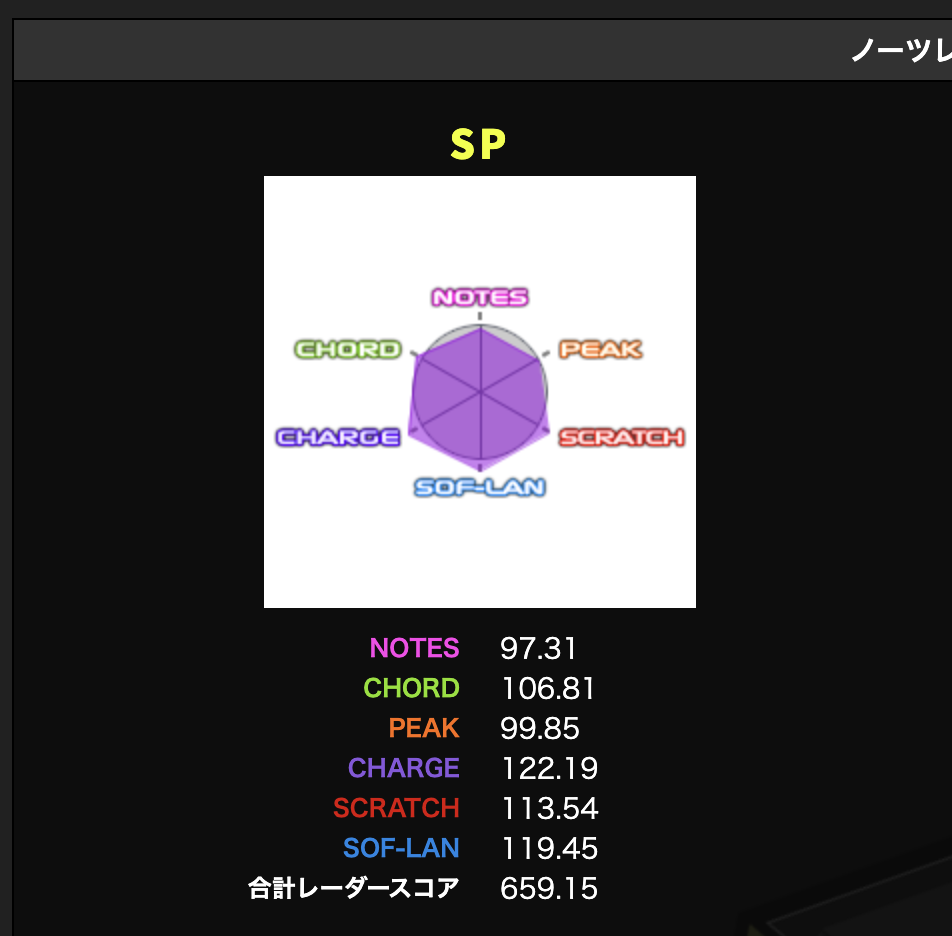 ノーツレ
SP
NOTES
CHORD
PEAK
CHARGE
SCRATCH
SOF-LAN
NOTES 97.31
CHORD 106.81
PEAK 99.85
CHARGE 122.19
SCRATCH 113.54
SOF-LAN 119.45
合計レーダースコア 659.15